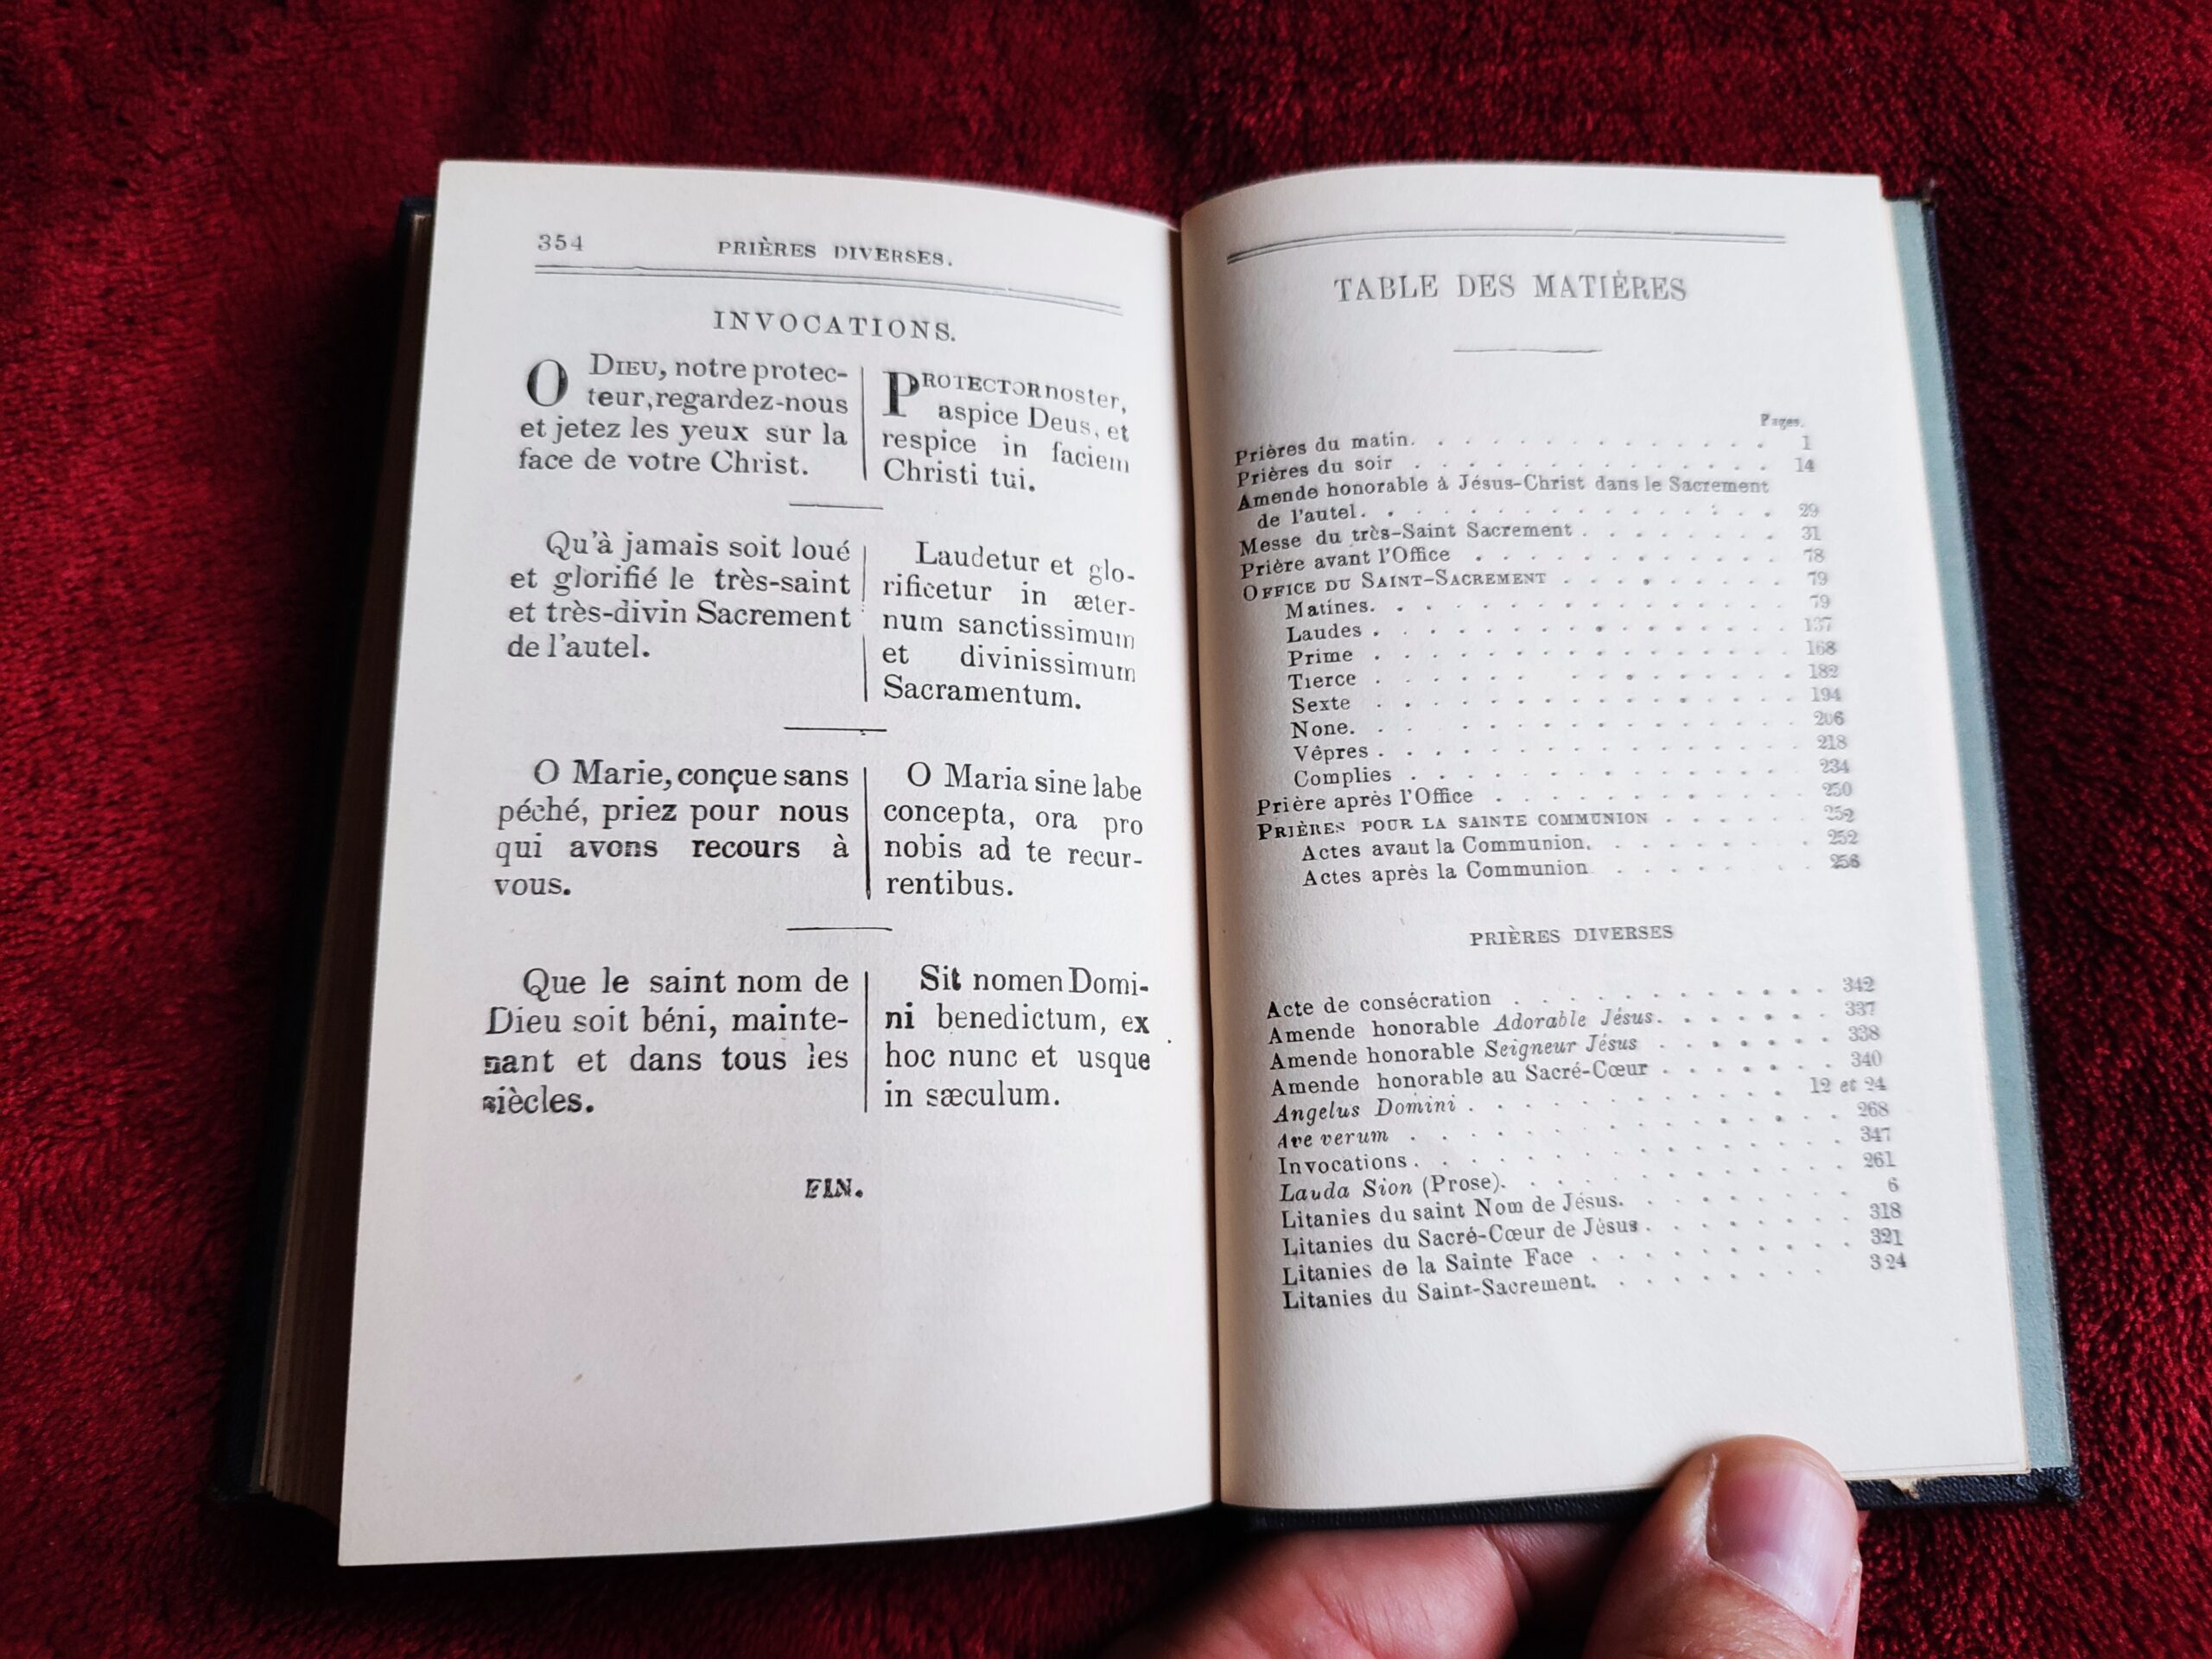 354 PRIÈRES DIVERSES.
INVOCATIONS.
O DIEU, notre protec-
teur, regardez-nous
et jetez les yeux sur la
face de votre Christ.
PROTECTOR noster,
aspice Deus, et
respice in faciem
Christi tui.
Qu'à jamais soit loué
et glorifié le très-saint
et très-divin Sacrement
de l'autel.
Laudetur et glo-
rificetur in æter-
num sanctissimum
et divinissimum
Sacramentum.
O Marie, conçue sans
péché, priez pour nous
qui avons recours à
vous.
O Maria sine labe
concepta, ora pro
nobis ad te recur-
rentibus.
Que le saint nom de
Dieu soit béni, mainte-
nant et dans tous les
siècles.
Sit nomen Domi-
ni benedictum, ex
hoc nunc et usque
in sæculum.
FIN.
TABLE DES MATIÈRES
Pages.
Prières du matin. . . . . . . . . . . . . 1
Prières du soir . . . . . . . . . . . . . 14
Amende honorable à Jésus-Christ dans le Sacrement
de l'autel. . . . . . . . . . . . . . . 29
Messe du très-Saint Sacrement . . . . . . . . 31
Prière avant l'Office . . . . . . . . . . . 78
OFFICE DU SAINT-SACREMENT . . . . . . . . 79
Matines. . . . . . . . . . . . . . . 79
Laudes . . . . . . . . . . . . . . . 137
Prime . . . . . . . . . . . . . . . 168
Tierce . . . . . . . . . . . . . . 182
Sexte . . . . . . . . . . . . . . . 194
None. . . . . . . . . . . . . . . . 206
Vêpres . . . . . . . . . . . . . . . 218
Complies . . . . . . . . . . . . . . 234
Prière après l'Office . . . . . . . . . . . 250
PRIÈRES POUR LA SAINTE COMMUNION . . . . . . 252
Actes avant la Communion. . . . . . . . . 252
Actes après la Communion . . . . . . . 256
PRIÈRES DIVERSES
Acte de consécration . . . . . . . . . . . 342
Amende honorable Adorable Jésus. . . . . . . 337
Amende honorable Seigneur Jésus . . . . . . . 338
Amende honorable au Sacré-Cœur . . . . . . . 340
Angelus Domini . . . . . . . . . . . . 12 et 24
Ave verum . . . . . . . . . . . . . . . 268
Invocations . . . . . . . . . . . . . . . 347
Lauda Sion (Prose). . . . . . . . . . . . . 261
Litanies du saint Nom de Jésus. . . . . . . . . 6
Litanies du Sacré-Cœur de Jésus . . . . . . . . 318
Litanies de la Sainte Face . . . . . . . . . . 321
Litanies du Saint-Sacrement. . . . . . . . . 324